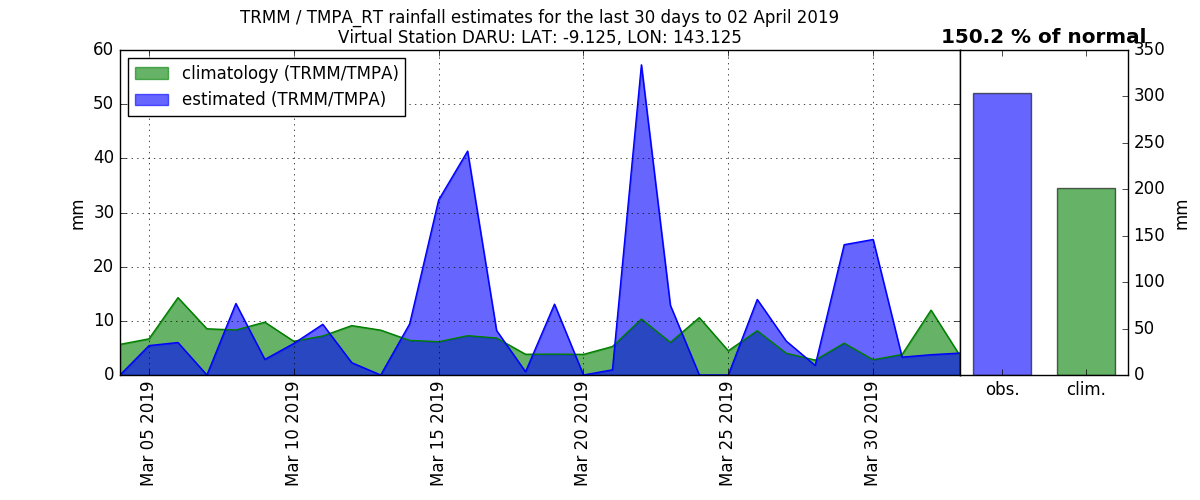 TRMM / TMPA_RT rainfall estimates for the last 30 days to 02 April 2019
Virtual Station DARU: LAT: -9.125, LON: 143.125
150.2 % of normal
climatology (TRMM/TMPA)
estimated (TRMM/TMPA)
60
50
40
30
20
10
0
mm
Mar 05 2019
Mar 10 2019
Mar 15 2019
Mar 20 2019
Mar 25 2019
Mar 30 2019
350
300
250
200
150
100
50
0
mm
obs.
clim.